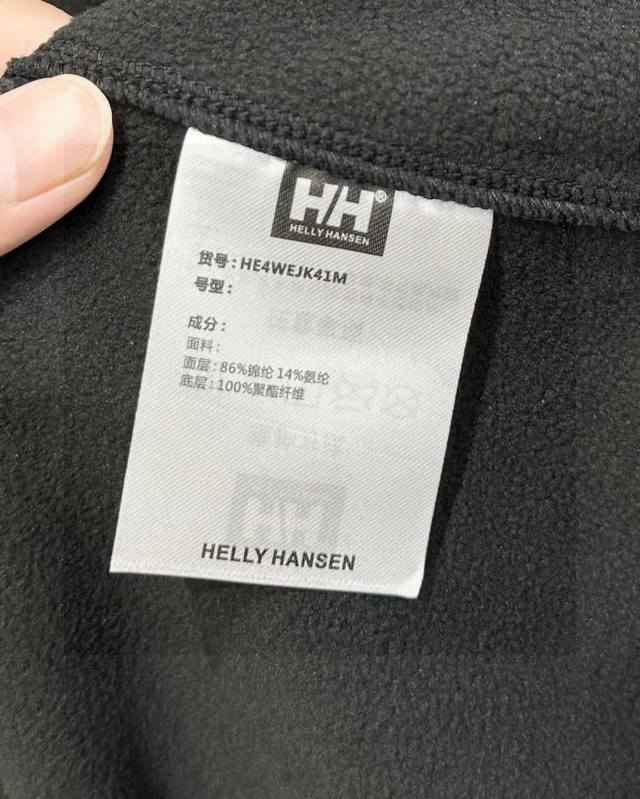 HH®
HELLY HANSEN
货号:HE4WEJK41M
号型:
成分:
面料:
面层:86%锦纶 14%氨纶
底层:100%聚酯纤维
HELLY HANSEN